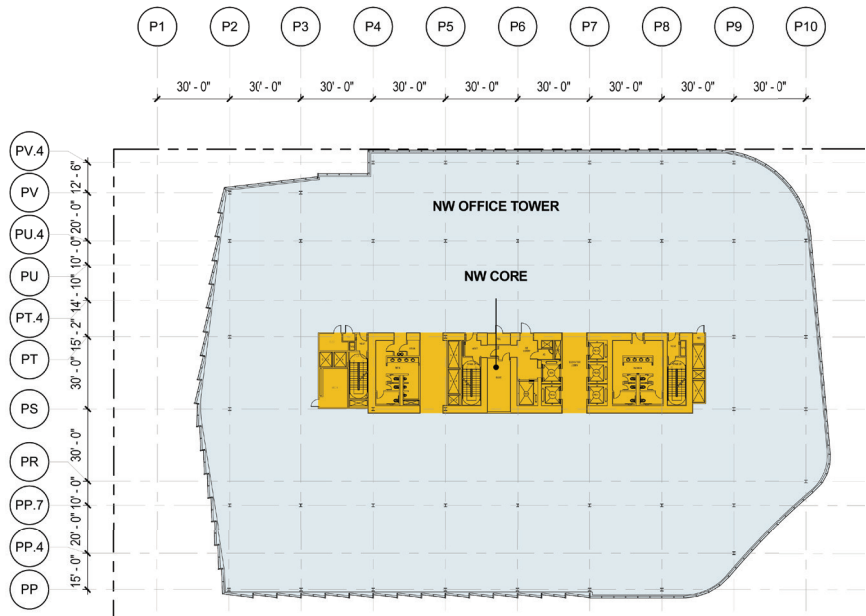 P1 P2 P3 P4 P5 P6 P7 P8 P9 P10
30' - 0" 30' - 0" 30' - 0" 30' - 0" 30' - 0" 30' - 0" 30' - 0" 30' - 0" 30' - 0"
PV.4
12' - 6"
PV
20' - 0"
PU.4
10' - 0"
PU
14' - 10"
PT.4
15' - 2"
PT
30' - 0"
PS
30' - 0"
PR
10' - 0"
PP.7
20' - 0"
PP.4
15' - 0"
PP
NW OFFICE TOWER
NW CORE